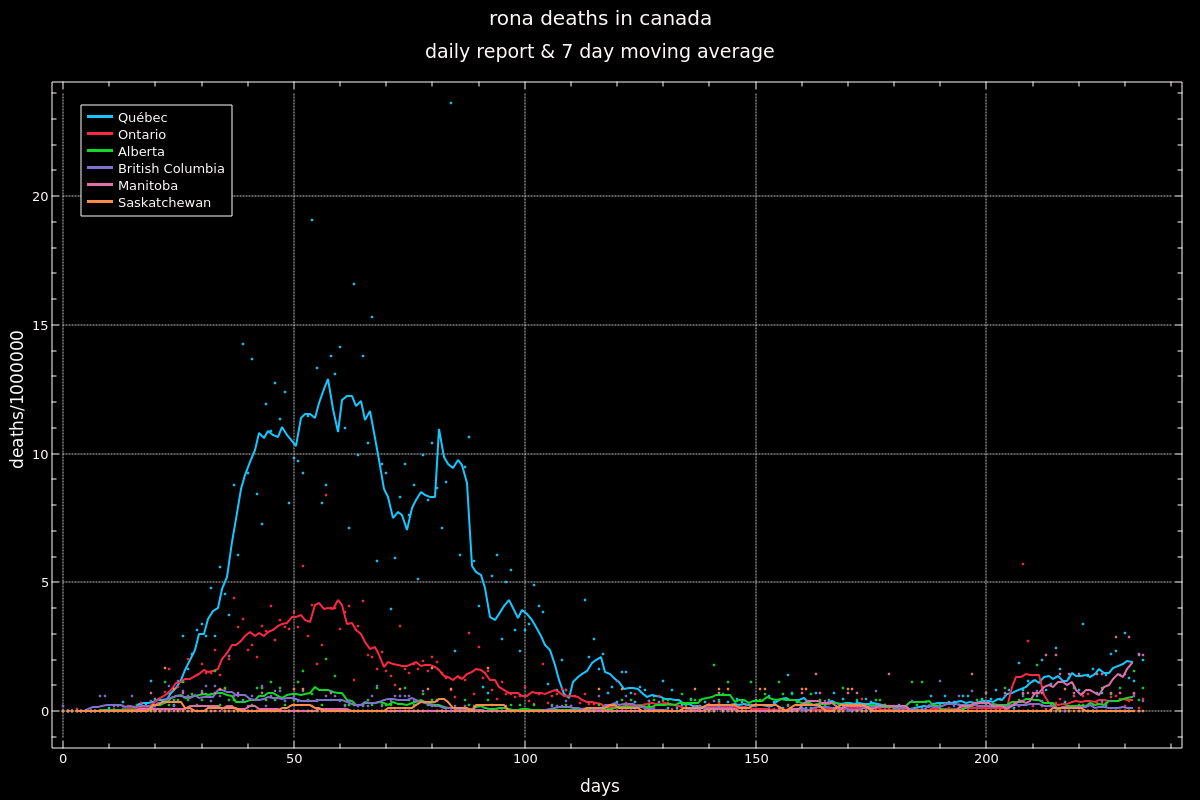 rona deaths in canada
daily report & 7 day moving average
Québec
Ontario
Alberta
British Columbia
Manitoba
Saskatchewan
deaths/1000000
20
15
10
5
0
0 50 100 150 200
days